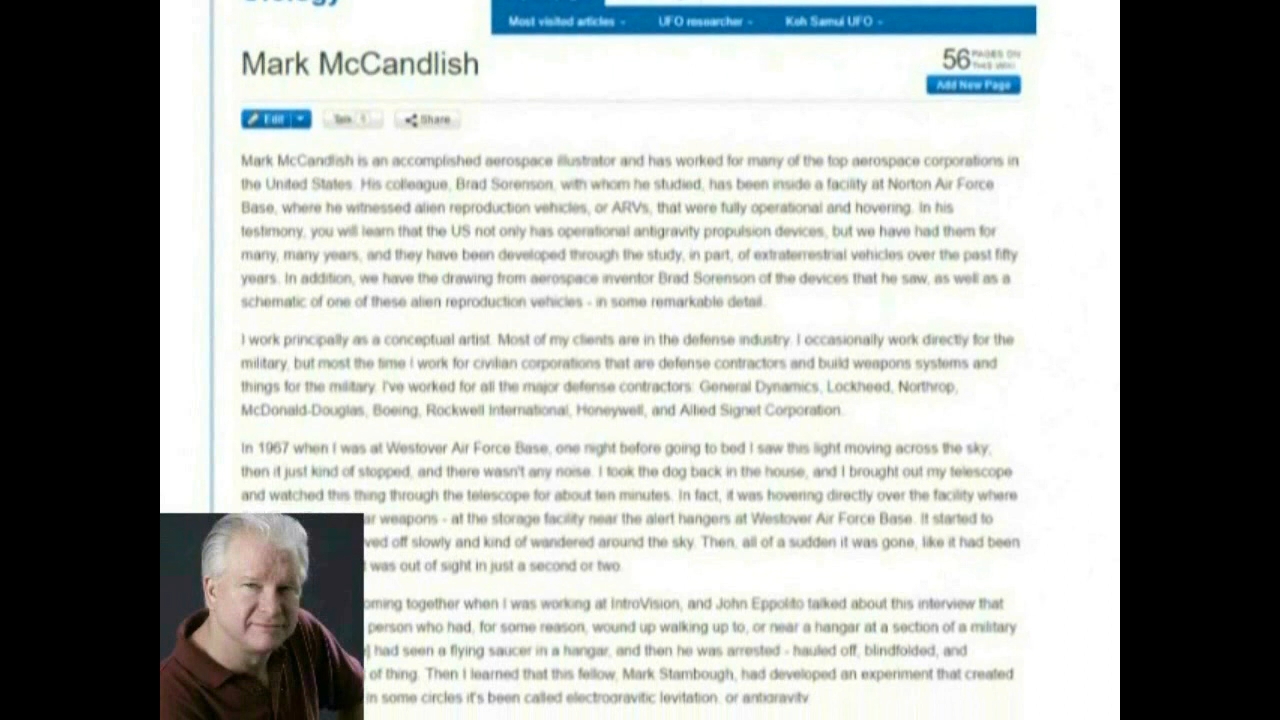 Most visited articles
UFO researcher
Koh Samui UFO
Mark McCandlish
56 PAGES ON
THIS WIKI
Add New Page
Edit
Talk 1
Share
Mark McCandlish is an accomplished aerospace illustrator and has worked for many of the top aerospace corporations in
the United States. His colleague, Brad Sorenson, with whom he studied, has been inside a facility at Norton Air Force
Base, where he witnessed alien reproduction vehicles, or ARVs, that were fully operational and hovering. In his
testimony, you will learn that the US not only has operational antigravity propulsion devices, but we have had them for
many, many years, and they have been developed through the study, in part, of extraterrestrial vehicles over the past fifty
years. In addition, we have the drawing from aerospace inventor Brad Sorenson of the devices that he saw, as well as a
schematic of one of these alien reproduction vehicles - in some remarkable detail.
I work principally as a conceptual artist. Most of my clients are in the defense industry. I occasionally work directly for the
military, but most the time I work for civilian corporations that are defense contractors and build weapons systems and
things for the military. I've worked for all the major defense contractors: General Dynamics, Lockheed, Northrop,
McDonald-Douglas, Boeing, Rockwell International, Honeywell, and Allied Signet Corporation.
In 1967 when I was at Westover Air Force Base, one night before going to bed I saw this light moving across the sky;
then it just kind of stopped, and there wasn't any noise. I took the dog back in the house, and I brought out my telescope
and watched this thing through the telescope for about ten minutes. In fact, it was hovering directly over the facility where
ar weapons - at the storage facility near the alert hangers at Westover Air Force Base. It started to
ved off slowly and kind of wandered around the sky. Then, all of a sudden it was gone, like it had been
was out of sight in just a second or two.
oming together when I was working at IntroVision, and John Eppolito talked about this interview that
person who had, for some reason, wound up walking up to, or near a hangar at a section of a military
] had seen a flying saucer in a hangar, and then he was arrested - hauled off, blindfolded, and
of thing. Then I learned that this fellow, Mark Stambough, had developed an experiment that created
in some circles it's been called electrogravitic levitation, or antigravity